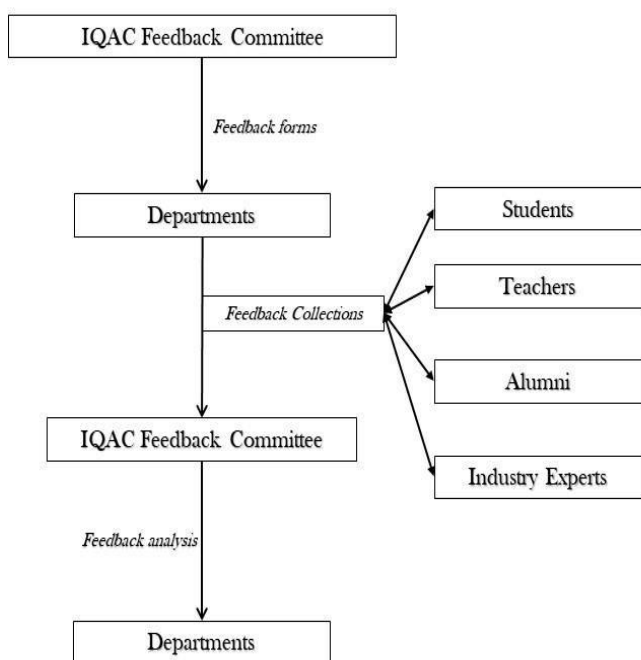 IQAC Feedback Committee
Feedback forms
Departments
Students
Teachers
Feedback Collections
Alumni
IQAC Feedback Committee
Industry Experts
Feedback analysis
Departments